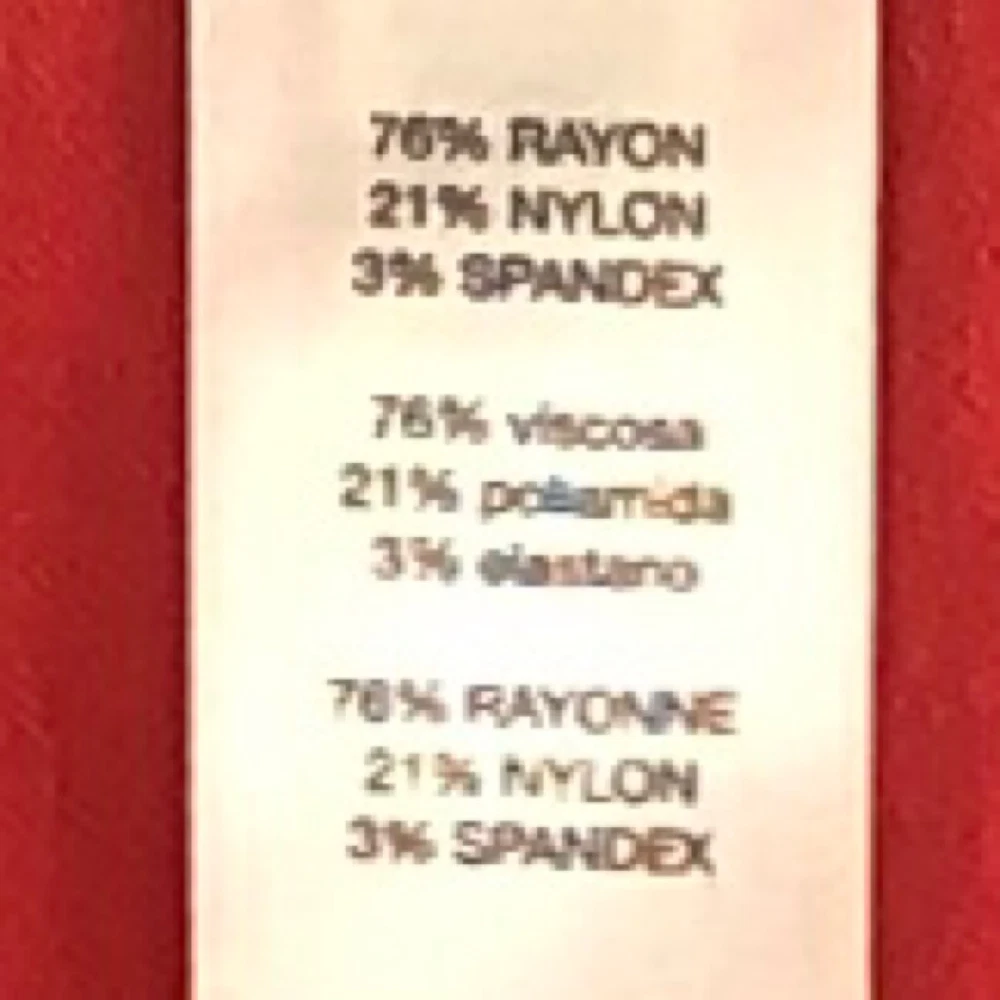 76% RAYON
21% NYLON
3% SPANDEX
76% viscosa
21% poliamida
3% elastano
76% RAYONNE
21% NYLON
3% SPANDEX